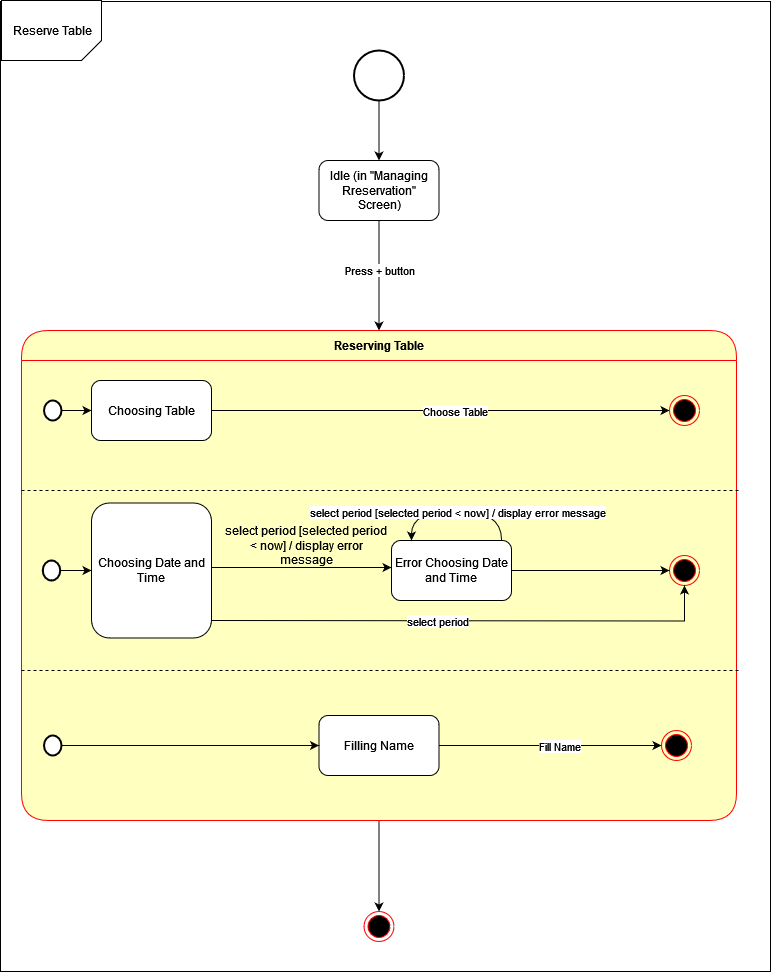 Reserve Table
Idle (in "Managing
Rreservation"
Screen)
Press + button
Reserving Table
Choosing Table
Choose Table
select period [selected period < now] / display error message
select period [selected period
< now] / display error
message
Choosing Date and
Time
Error Choosing Date
and Time
select period
Filling Name
Fill Name